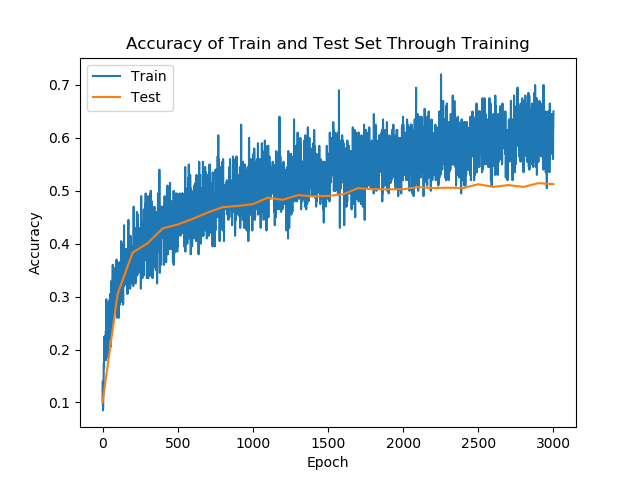 Accuracy of Train and Test Set Through Training
Train
Test
Accuracy
0.7
0.6
0.5
0.4
0.3
0.2
0.1
0 500 1000 1500 2000 2500 3000
Epoch